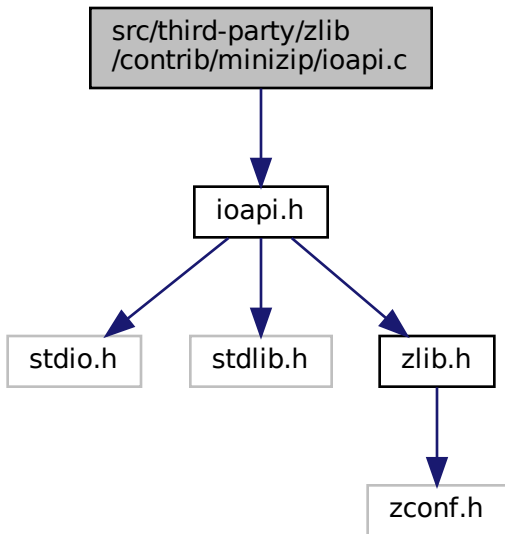 src/third-party/zlib
/contrib/minizip/ioapi.c
ioapi.h
stdio.h
stdlib.h
zlib.h
zconf.h